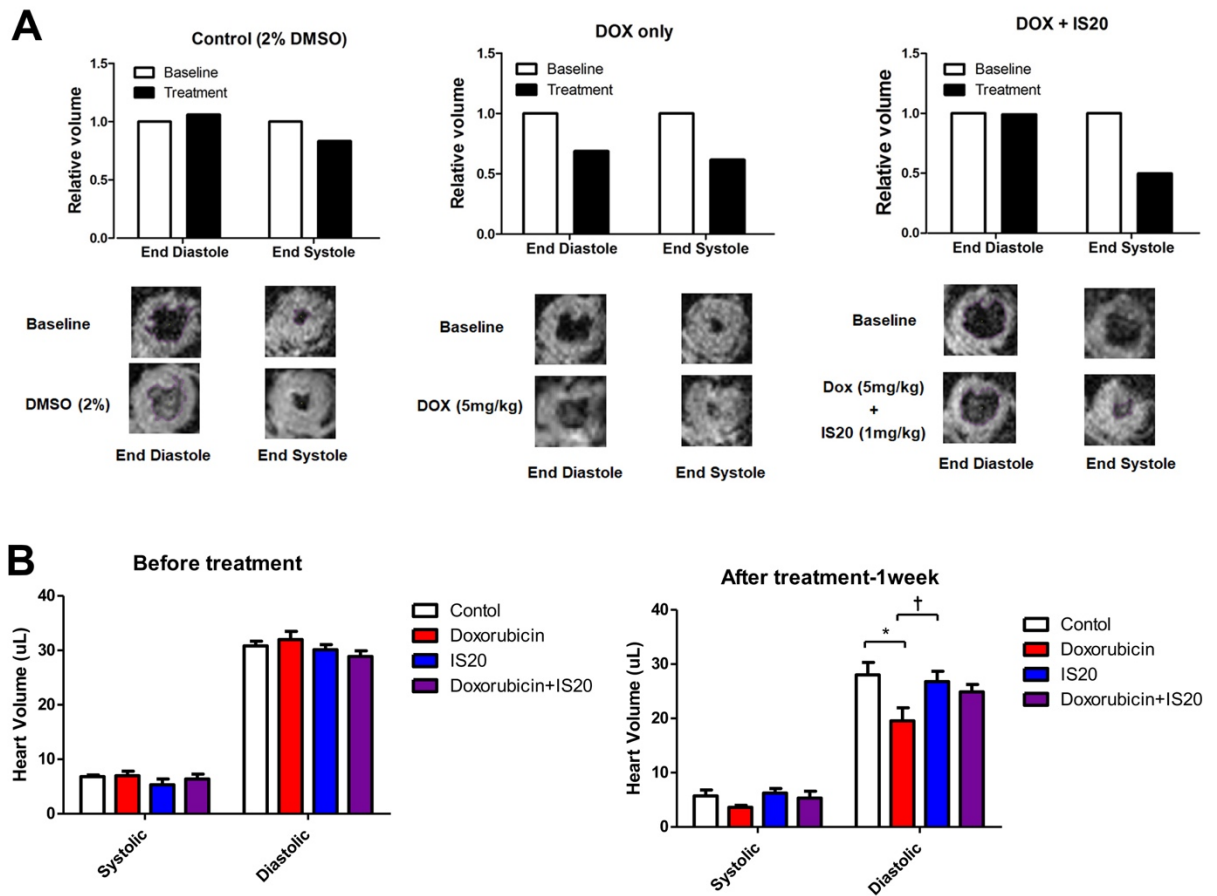 A
Control (2% DMSO)
Relative volume
1.5
1.0
0.5
0.0
Baseline
Treatment
End Diastole
End Systole
DOX only
Relative volume
1.5
1.0
0.5
0.0
Baseline
Treatment
End Diastole
End Systole
DOX + IS20
Relative volume
1.5
1.0
0.5
0.0
Baseline
Treatment
End Diastole
End Systole
Baseline
DMSO (2%)
End Diastole
End Systole
Baseline
DOX (5mg/kg)
End Diastole
End Systole
Baseline
Dox (5mg/kg)
+
IS20 (1mg/kg)
End Diastole
End Systole
B
Before treatment
Heart Volume (uL)
40
30
20
10
0
Systolic
Diastolic
Contol
Doxorubicin
IS20
Doxorubicin+IS20
After treatment-1week
Heart Volume (uL)
40
30
20
10
0
*
†
Systolic
Diastolic
Contol
Doxorubicin
IS20
Doxorubicin+IS20